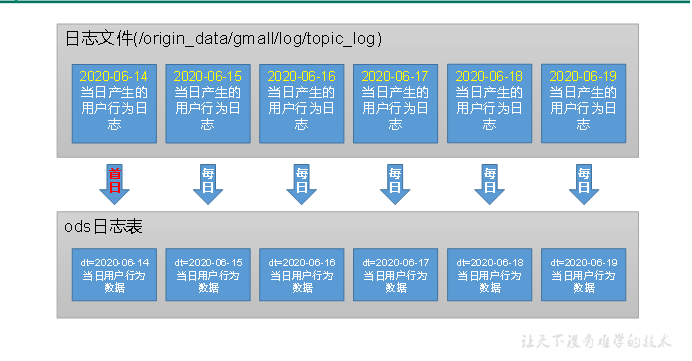 日志文件(/origin_data/gmall/log/topic_log)
2020-06-14
当日产生的
用户行为日
志
2020-06-15
当日产生的
用户行为日
志
2020-06-16
当日产生的
用户行为日
志
2020-06-17
当日产生的
用户行为日
志
2020-06-18
当日产生的
用户行为日
志
2020-06-19
当日产生的
用户行为日
志
首
日
每
日
每
日
每
日
每
日
每
日
ods日志表
dt=2020-06-14
当日用户行为
数据
dt=2020-06-15
当日用户行为
数据
dt=2020-06-16
当日用户行为
数据
dt=2020-06-17
当日用户行为
数据
dt=2020-06-18
当日用户行为
数据
dt=2020-06-19
当日用户行为
数据
让天下没有难学的技术